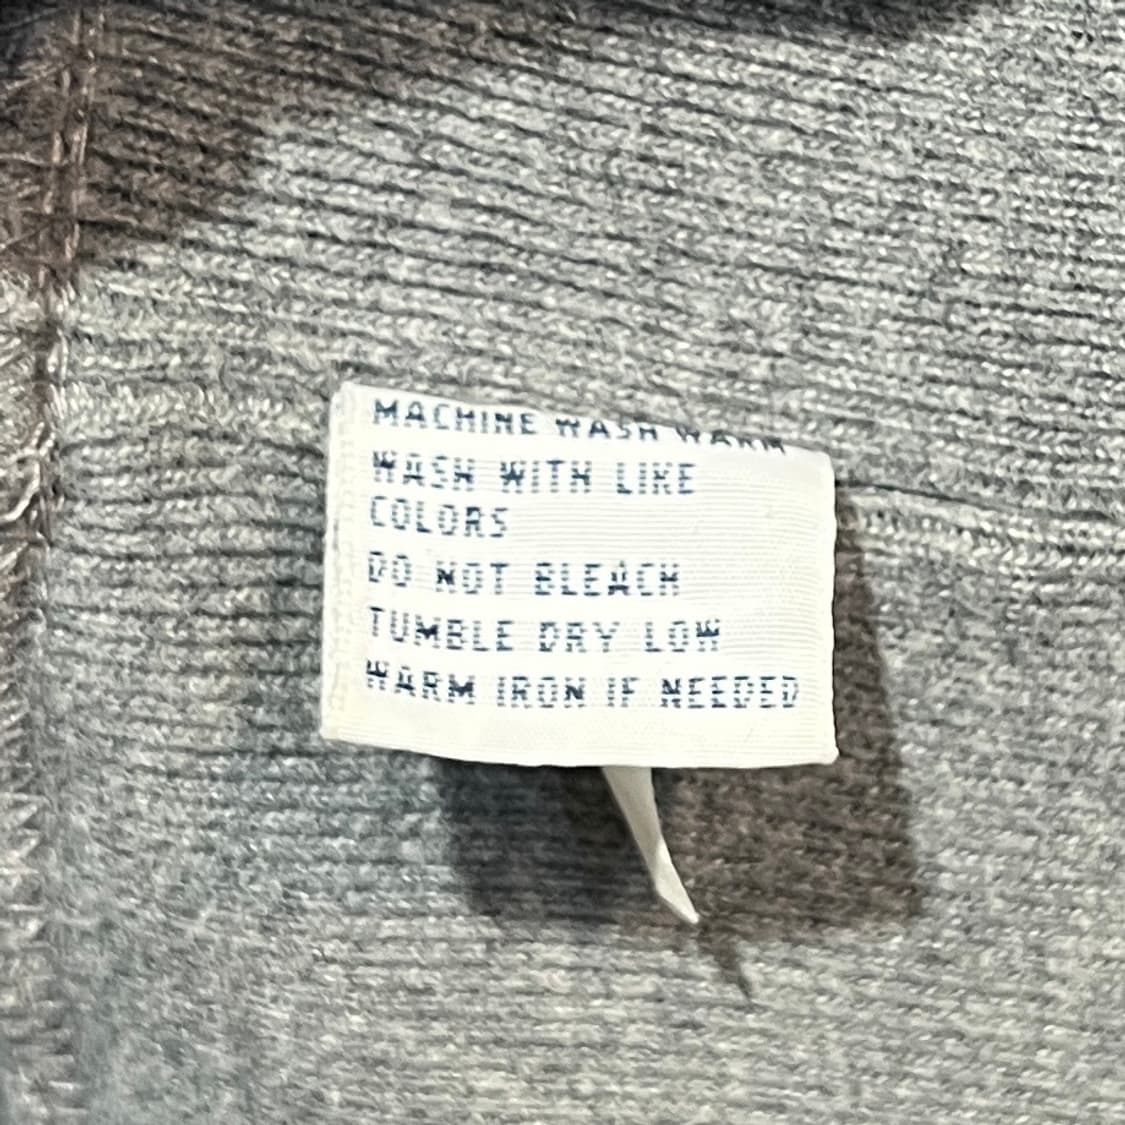 MACHINE WASH WARM
WASH WITH LIKE
COLORS
DO NOT BLEACH
TUMBLE DRY LOW
WARM IRON IF NEEDED